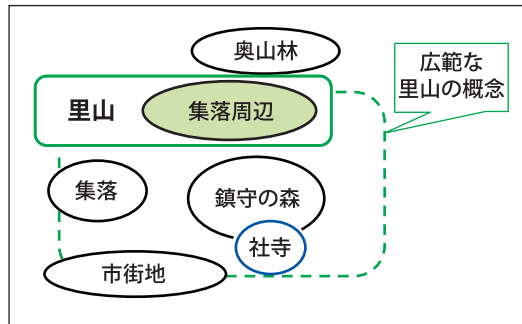 奥山林
広範な
里山の概念
里山
集落周辺
集落
鎮守の森
社寺
市街地